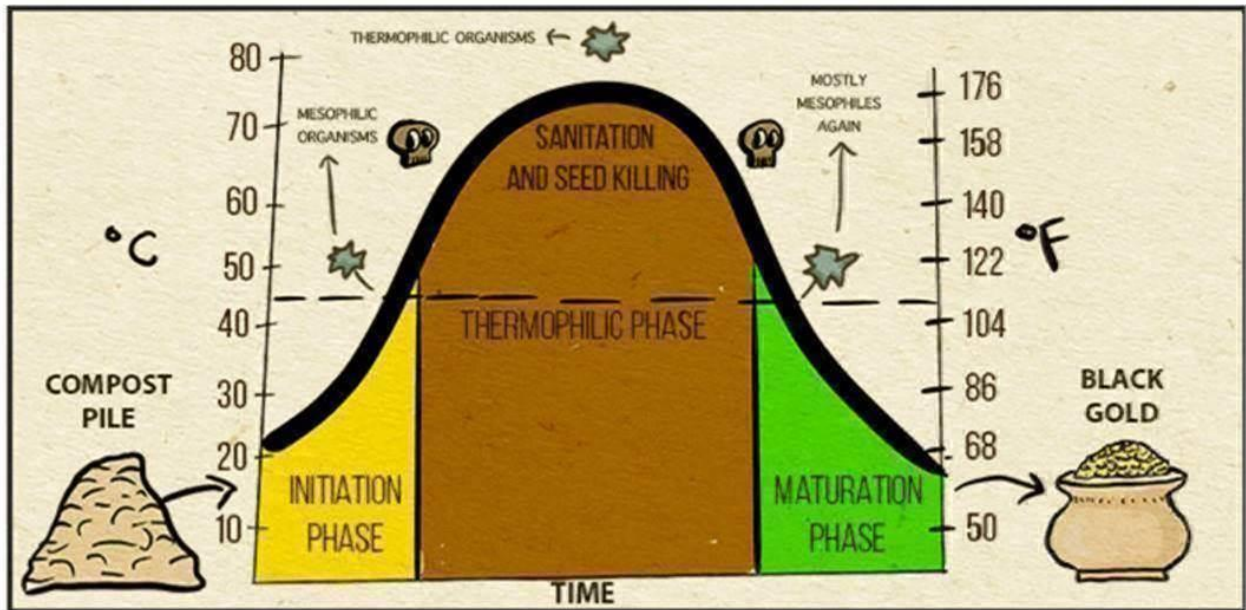 THERMOPHILIC ORGANISMS
MESOPHILIC
ORGANISMS
MOSTLY
MESOPHILES
AGAIN
80
70
60
50
40
30
20
10
°C
176
158
140
122
104
86
68
50
°F
SANITATION
AND SEED KILLING
THERMOPHILIC PHASE
COMPOST
PILE
INITIATION
PHASE
MATURATION
PHASE
BLACK
GOLD
TIME